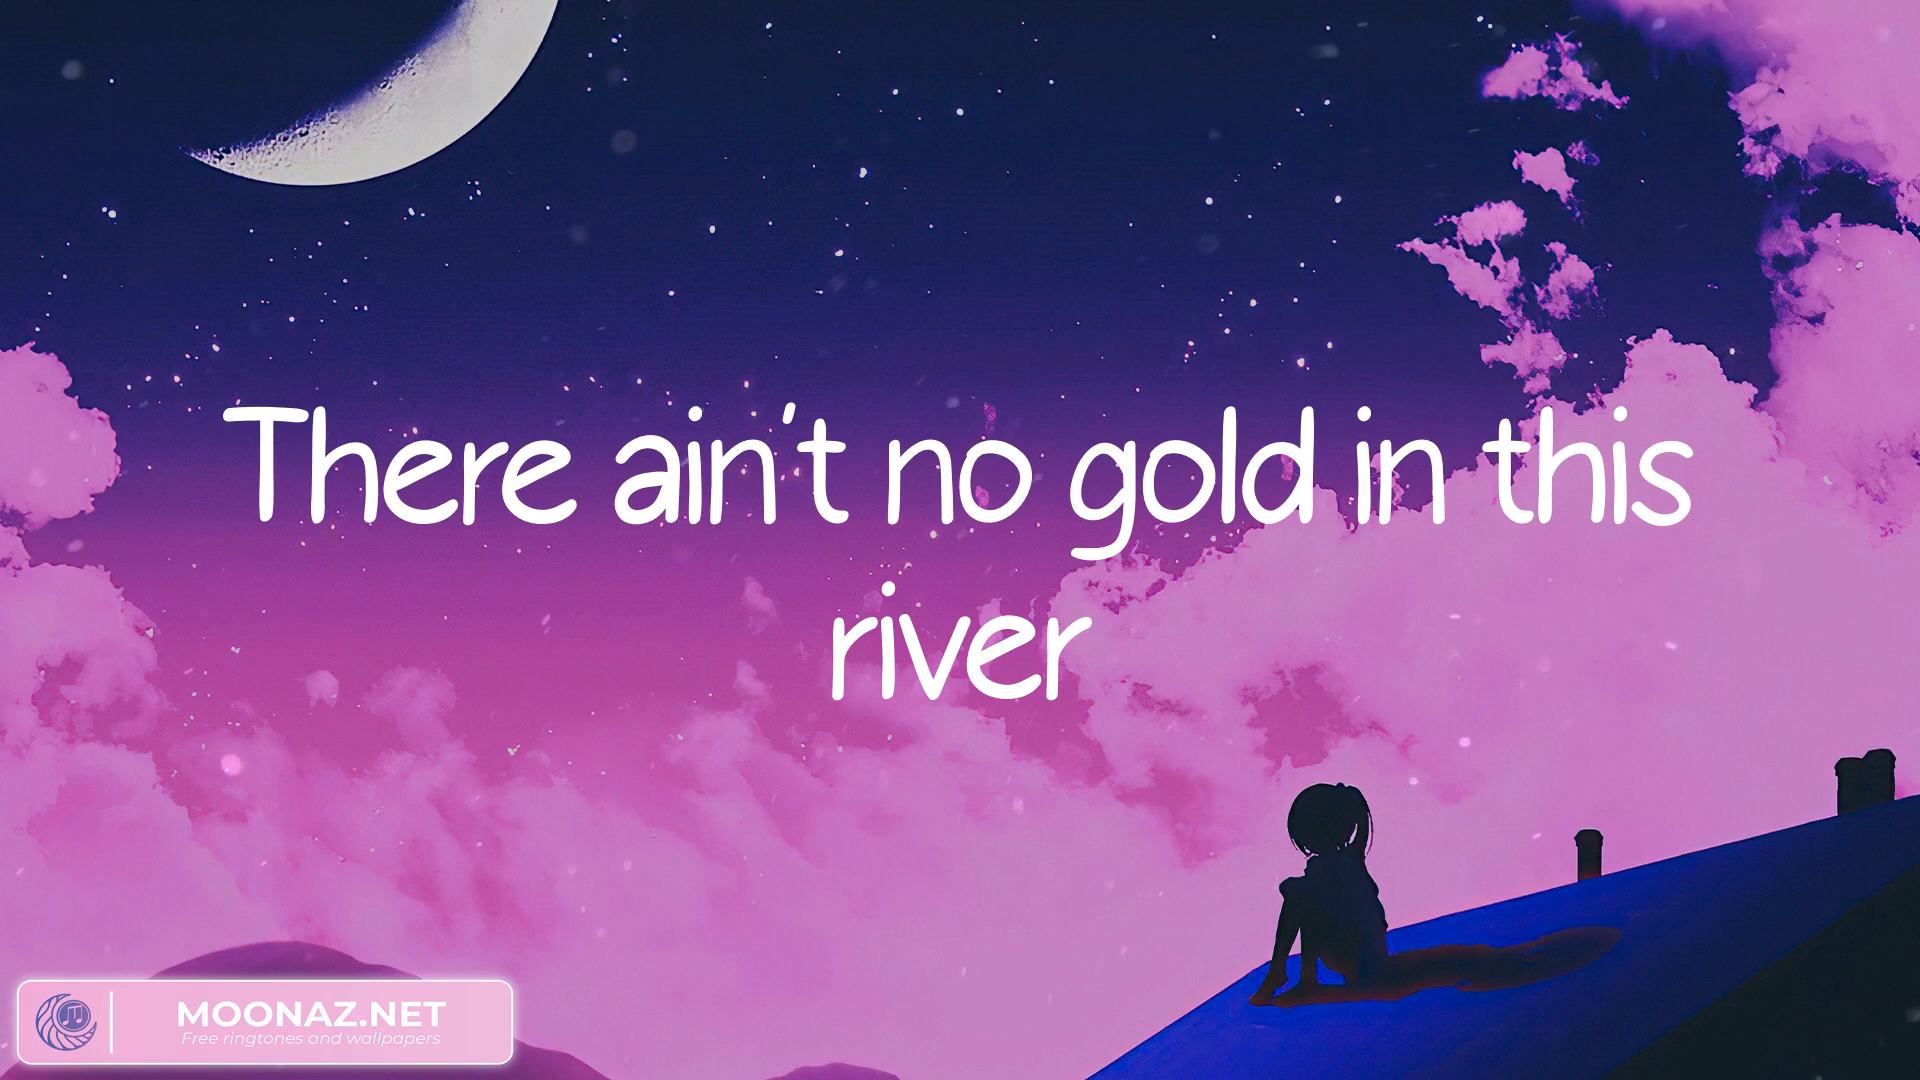 There ain't no gold in this
river
MOONAZ.NET
Free ringtones and wallpapers